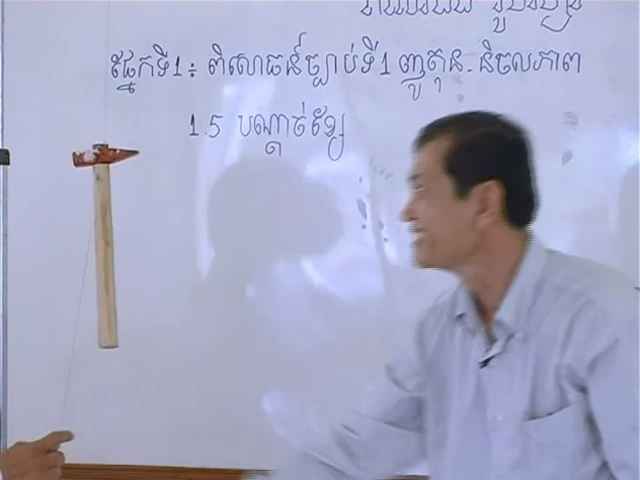 ផ្នែកទី1៖ ពិសោធន៍ច្បាប់ទី1 ញូតុន-និចលភាព
1.5 បណ្តាច់ខ្សែ